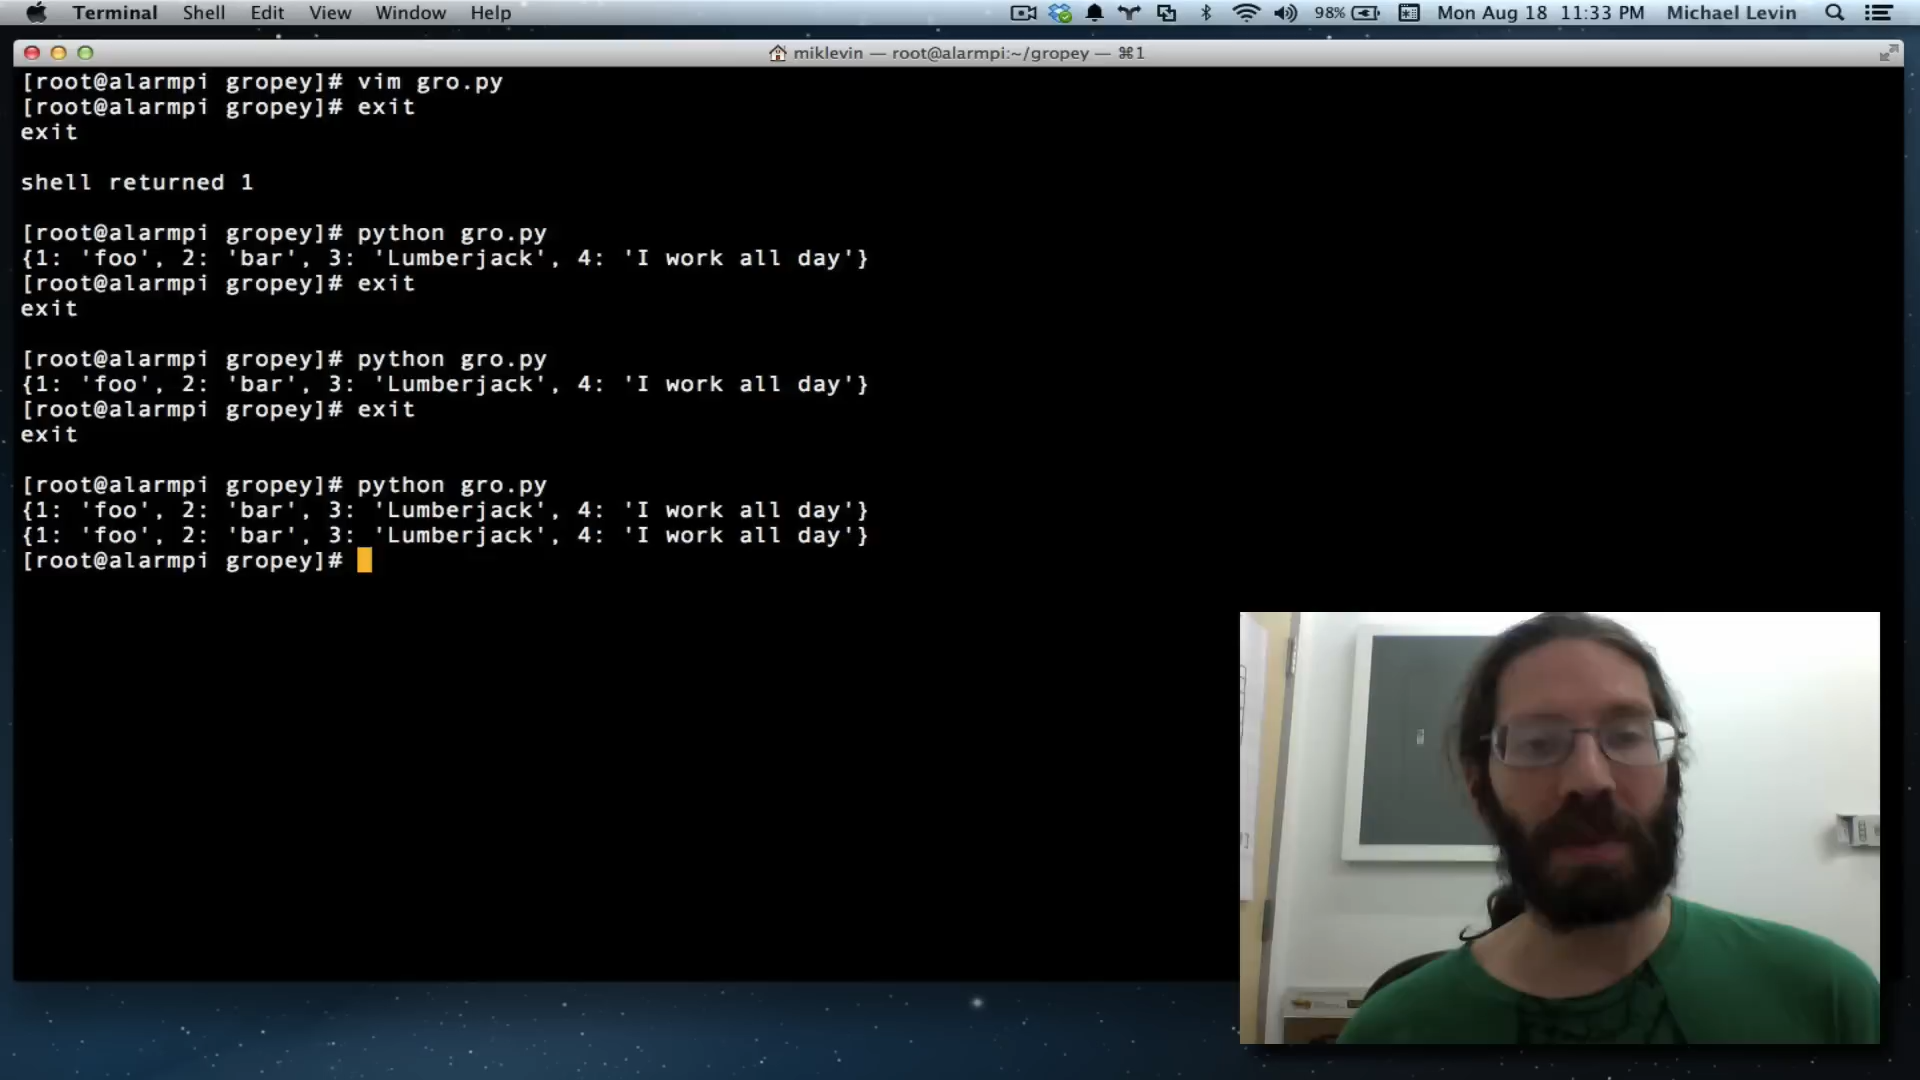 Terminal Shell Edit View Window Help 98% Mon Aug 18 11:33 PM Michael Levin
miklevin — root@alarmpi:~/gropey — ⌘1
[root@alarmpi gropey]# vim gro.py
[root@alarmpi gropey]# exit
exit
shell returned 1
[root@alarmpi gropey]# python gro.py
{1: 'foo', 2: 'bar', 3: 'Lumberjack', 4: 'I work all day'}
[root@alarmpi gropey]# exit
exit
[root@alarmpi gropey]# python gro.py
{1: 'foo', 2: 'bar', 3: 'Lumberjack', 4: 'I work all day'}
[root@alarmpi gropey]# exit
exit
[root@alarmpi gropey]# python gro.py
{1: 'foo', 2: 'bar', 3: 'Lumberjack', 4: 'I work all day'}
{1: 'foo', 2: 'bar', 3: 'Lumberjack', 4: 'I work all day'}
[root@alarmpi gropey]#